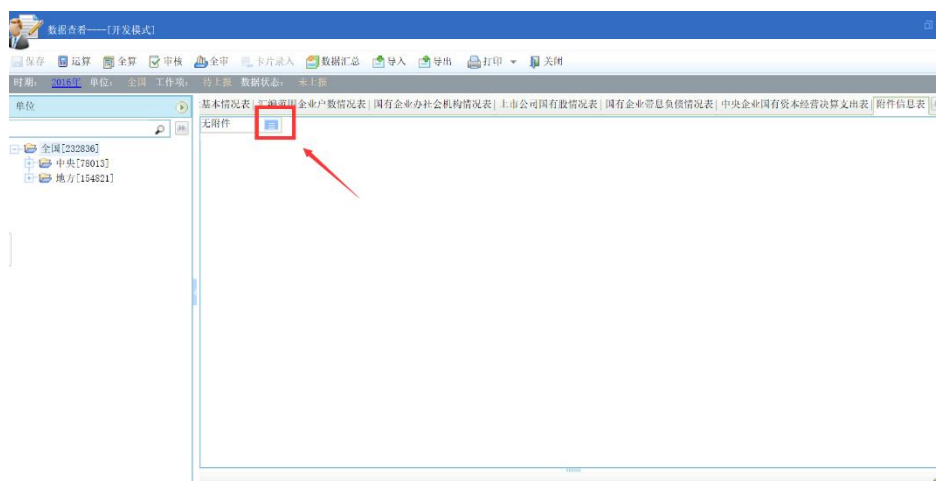 数据查看——[开发模式]
保存 运算 全算 审核 全审 卡片录入 数据汇总 导入 导出 打印 关闭
时期： 2016年 单位： 全国 工作项： 待上报 数据状态： 未上报
单位
基本情况表 汇编范围企业户数情况表 国有企业办社会机构情况表 上市公司国有股情况表 国有企业带息负债情况表 中央企业国有资本经营决算支出表 附件信息表
无附件
全国[232836]
中央[78013]
地方[154821]